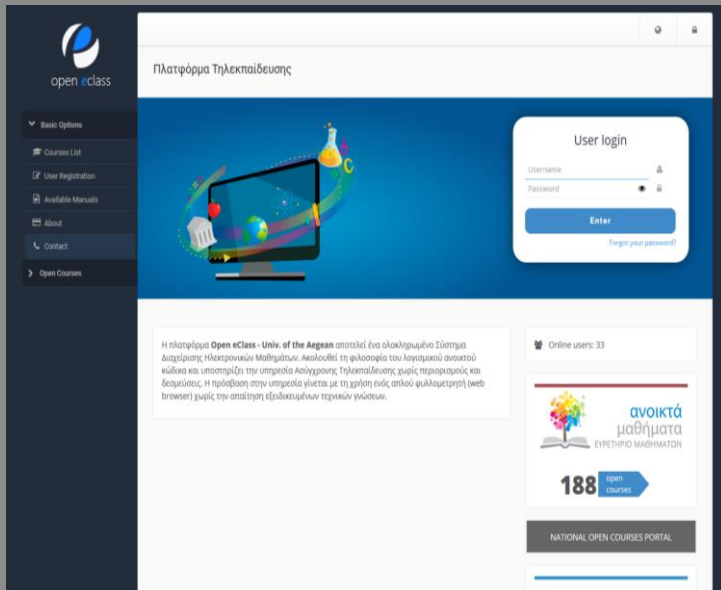 open eclass
Πλατφόρμα Τηλεκπαίδευσης
Basic Options
Courses List
User Registration
Available Manuals
About
Contact
Open Courses
User login
Username
Password
Enter
Forgot your password?
Η πλατφόρμα Open eClass - Univ. of the Aegean αποτελεί ένα ολοκληρωμένο Σύστημα
Διαχείρισης Ηλεκτρονικών Μαθημάτων. Ακολουθεί τη φιλοσοφία του λογισμικού ανοικτού
κώδικα και υποστηρίζει την υπηρεσία Ασύγχρονης Τηλεκπαίδευσης χωρίς περιορισμούς και
δεσμεύσεις. Η πρόσβαση στην υπηρεσία γίνεται με τη χρήση ενός απλού φυλλομετρητή (web
browser) χωρίς την απαίτηση εξειδικευμένων τεχνικών γνώσεων.
Online users: 33
ανοικτά
μαθήματα
ΕΥΡΕΤΗΡΙΟ ΜΑΘΗΜΑΤΩΝ
188 open
courses
NATIONAL OPEN COURSES PORTAL